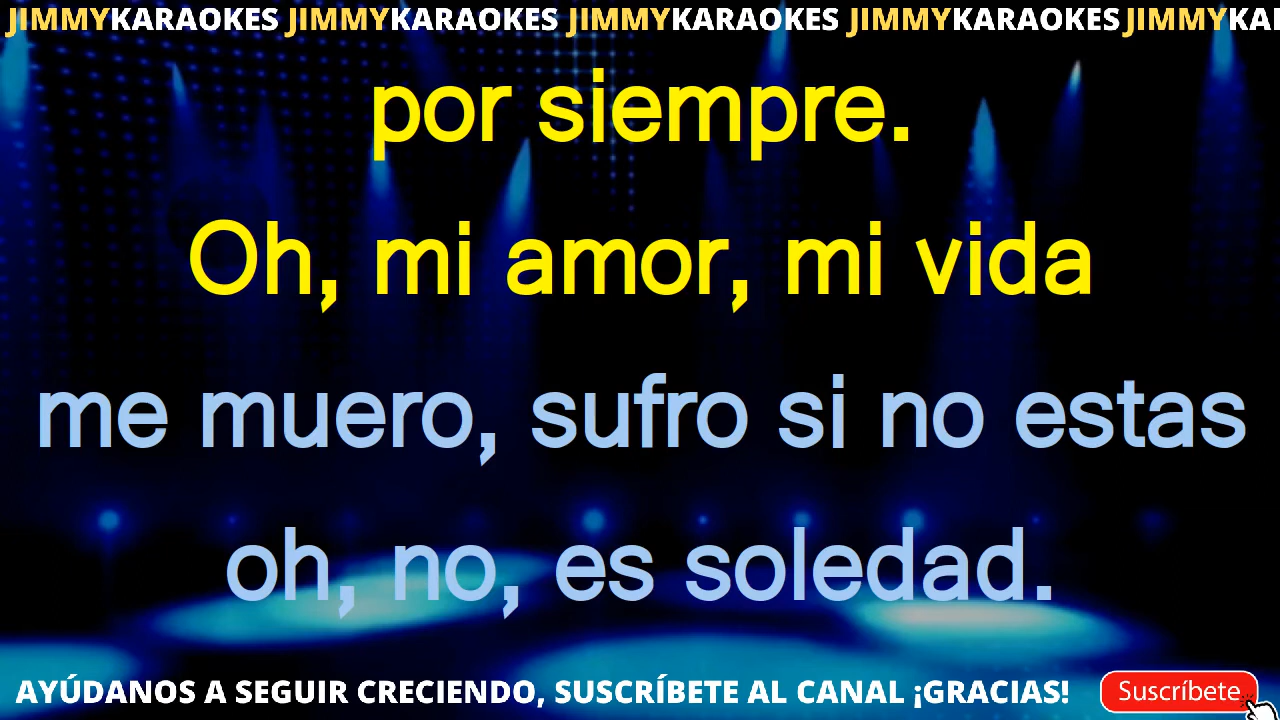 JIMMYKARAOKES JIMMYKARAOKES JIMMYKARAOKES JIMMYKARAOKES JIMMYKA
por siempre.
Oh, mi amor, mi vida
me muero, sufro si no estas
oh, no, es soledad.
AYÚDANOS A SEGUIR CRECIENDO, SUSCRÍBETE AL CANAL ¡GRACIAS! Suscríbete